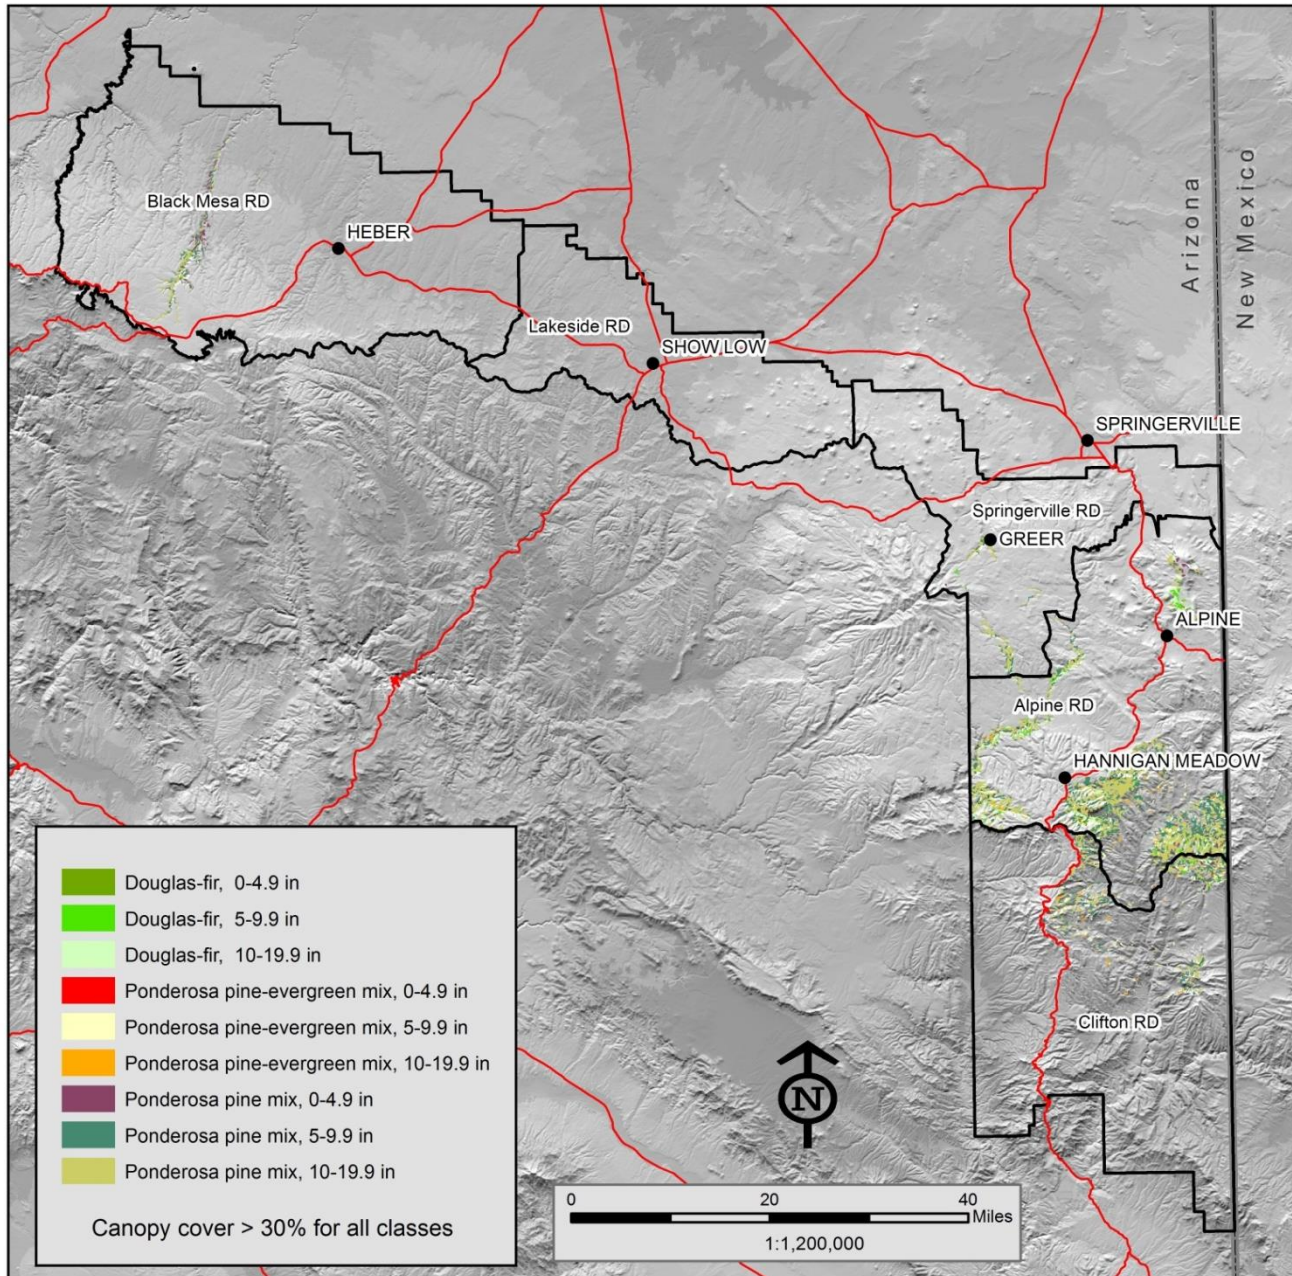 Arizona
New Mexico
Black Mesa RD
HEBER
Lakeside RD
SHOW LOW
SPRINGERVILLE
Springerville RD
GREER
ALPINE
Alpine RD
HANNIGAN MEADOW
Clifton RD
Douglas-fir, 0-4.9 in
Douglas-fir, 5-9.9 in
Douglas-fir, 10-19.9 in
Ponderosa pine-evergreen mix, 0-4.9 in
Ponderosa pine-evergreen mix, 5-9.9 in
Ponderosa pine-evergreen mix, 10-19.9 in
Ponderosa pine mix, 0-4.9 in
Ponderosa pine mix, 5-9.9 in
Ponderosa pine mix, 10-19.9 in
Canopy cover > 30% for all classes
N
0 20 40
Miles
1:1,200,000